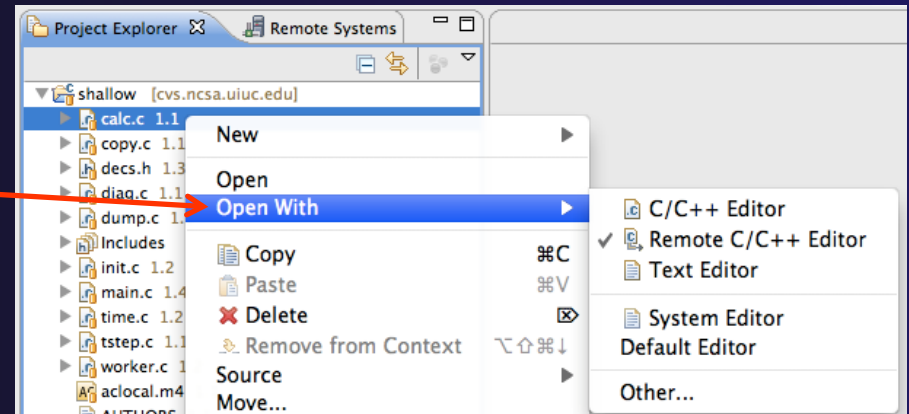 Project Explorer
Remote Systems
shallow [cvs.ncsa.uiuc.edu]
calc.c 1.1
copy.c 1.1
decs.h 1.3
diag.c 1.1
dump.c 1.
Includes
init.c 1.2
main.c 1.4
time.c 1.2
tstep.c 1.1
worker.c 1
aclocal.m4
AUTHORS
New
Open
Open With
Copy ⌘C
Paste ⌘V
Delete ⌦
Remove from Context ⌥⇧⌘↓
Source
Move...
C/C++ Editor
✓ Remote C/C++ Editor
Text Editor
System Editor
Default Editor
Other...